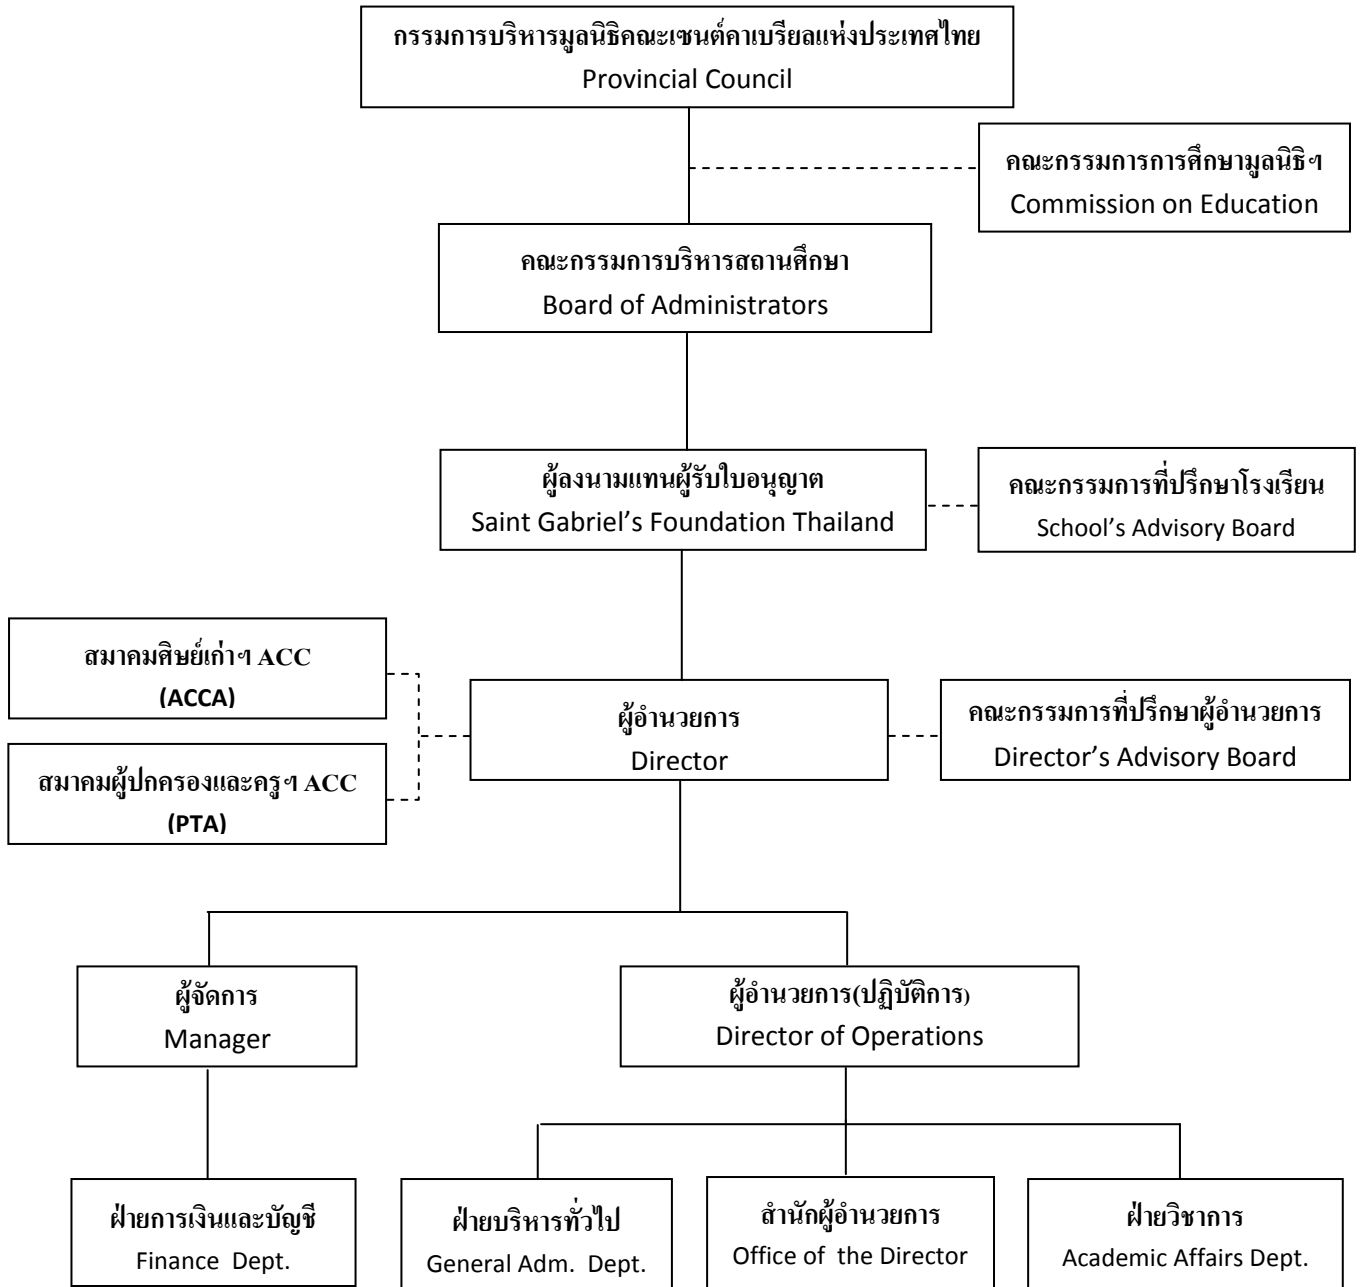 กรรมการบริหารมูลนิธิคณะเซนต์คาเบรียลแห่งประเทศไทย
Provincial Council
คณะกรรมการการศึกษามูลนิธิฯ
Commission on Education
คณะกรรมการบริหารสถานศึกษา
Board of Administrators
ผู้ลงนามแทนผู้รับใบอนุญาต
Saint Gabriel’s Foundation Thailand
คณะกรรมการที่ปรึกษาโรงเรียน
School’s Advisory Board
สมาคมศิษย์เก่าฯ ACC
(ACCA)
สมาคมผู้ปกครองและครูฯ ACC
(PTA)
ผู้อำนวยการ
Director
คณะกรรมการที่ปรึกษาผู้อำนวยการ
Director’s Advisory Board
ผู้จัดการ
Manager
ผู้อำนวยการ(ปฏิบัติการ)
Director of Operations
ฝ่ายการเงินและบัญชี
Finance Dept.
ฝ่ายบริหารทั่วไป
General Adm. Dept.
สำนักผู้อำนวยการ
Office of the Director
ฝ่ายวิชาการ
Academic Affairs Dept.